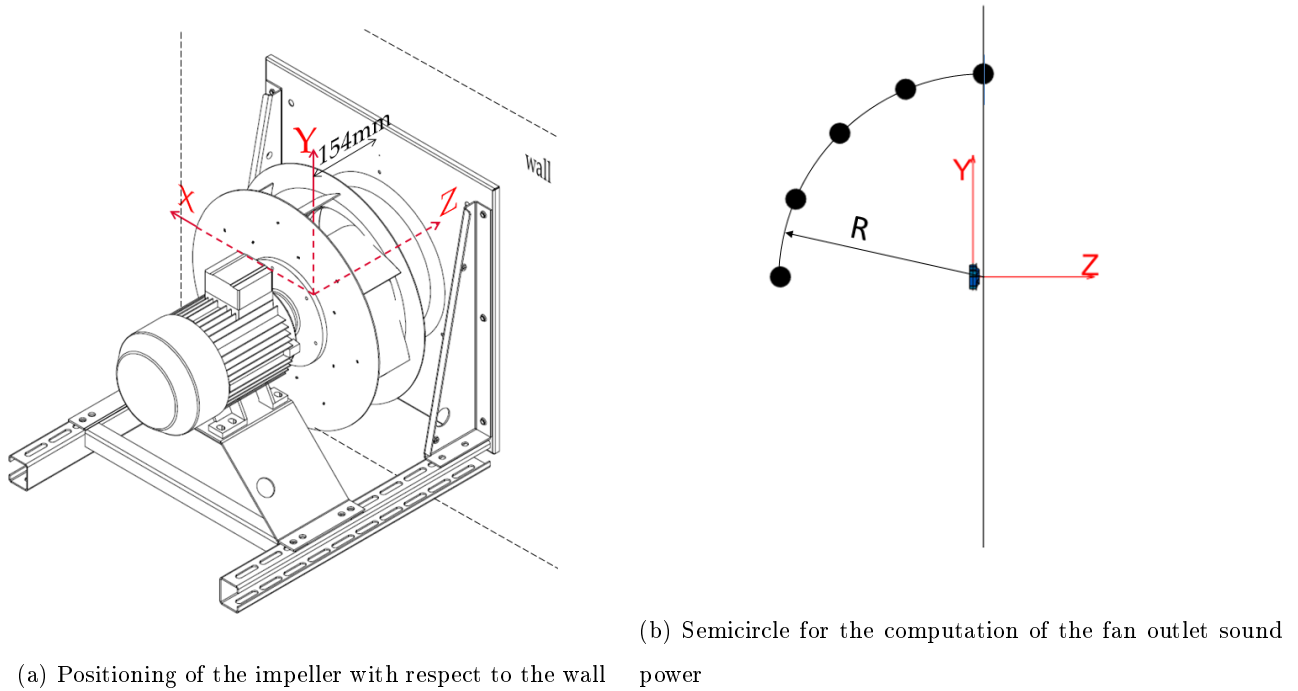 Y
154mm
wall
X
Z
Y
R
Z
(a) Positioning of the impeller with respect to the wall
(b) Semicircle for the computation of the fan outlet sound
power